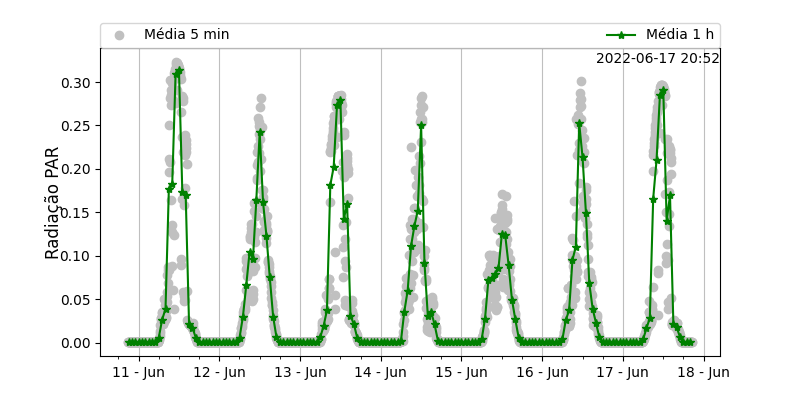 Média 5 min
Média 1 h
2022-06-17 20:52
Radiação PAR
0.30
0.25
0.20
0.15
0.10
0.05
0.00
11 - Jun
12 - Jun
13 - Jun
14 - Jun
15 - Jun
16 - Jun
17 - Jun
18 - Jun